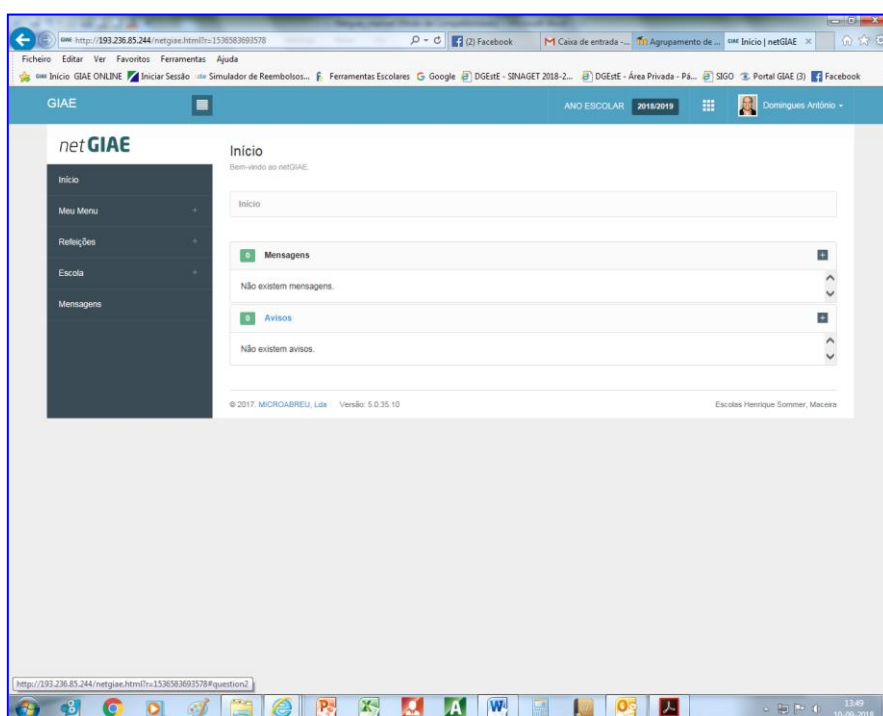 http://193.236.85.244/netgiae.html?r=1536583693578
(2) Facebook
Caixa de entrada -...
Agrupamento de ...
Início | netGIAE
Ficheiro Editar Ver Favoritos Ferramentas Ajuda
Início GIAE ONLINE Iniciar Sessão Simulador de Reembolsos... Ferramentas Escolares Google DGEstE - SINAGET 2018-2... DGEstE - Área Privada - Pá... SIGO Portal GIAE (3) Facebook
GIAE ANO ESCOLAR 2018/2019 Domingues António
net GIAE
Início
Bem-vindo ao netGIAE.
Início
Início
Meu Menu +
Refeições +
Escola +
Mensagens
0 Mensagens +
Não existem mensagens.
0 Avisos +
Não existem avisos.
© 2017. MICROABREU, Lda Versão: 5.0.35.10 Escolas Henrique Sommer, Maceira
http://193.236.85.244/netgiae.html?r=1536583693578#question2
13:49
10-09-2018